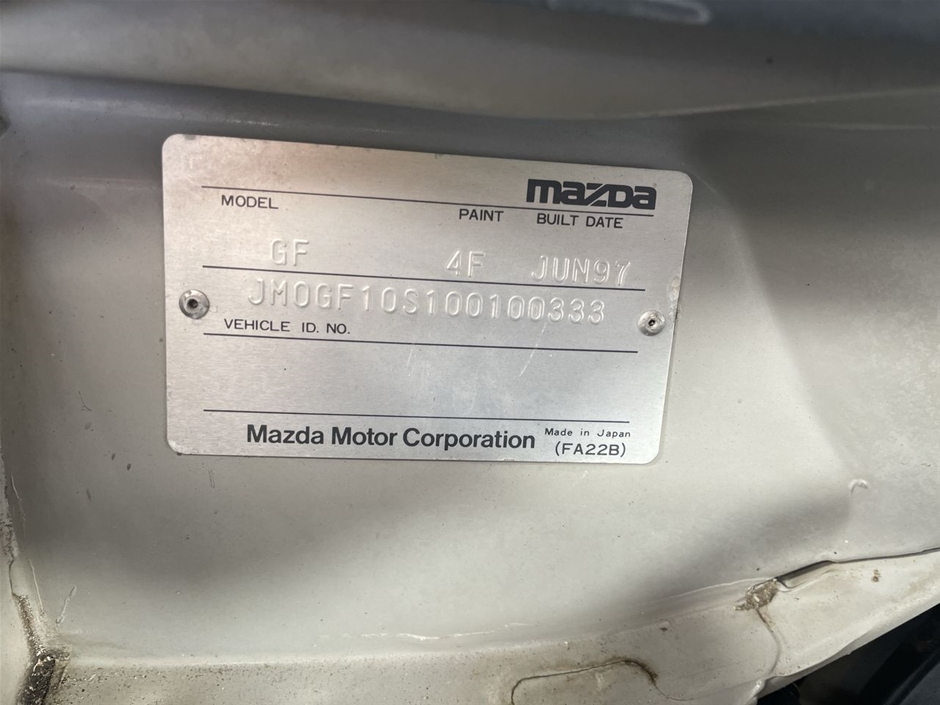 mazda
MODEL PAINT BUILT DATE
GF 4F JUN97
JM0GF10S100100333
VEHICLE ID. NO.
Mazda Motor Corporation Made in Japan
(FA22B)